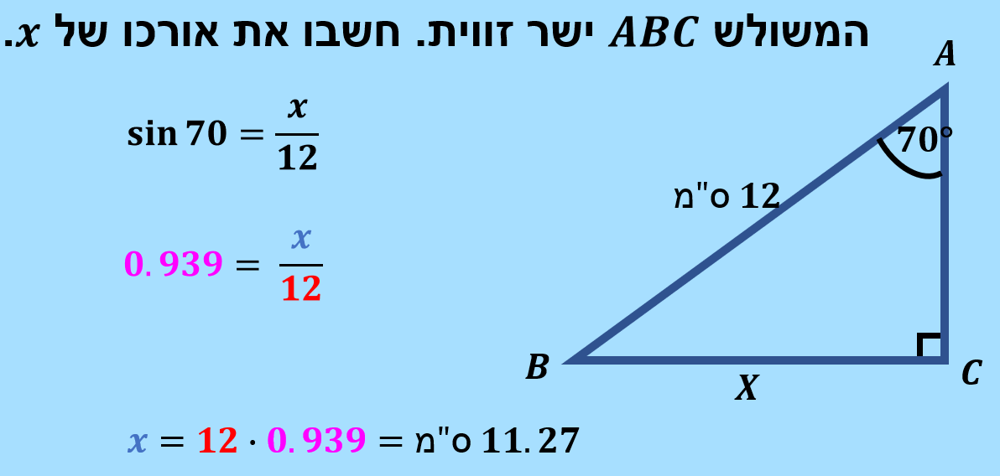 המשולש ABC ישר זווית. חשבו את אורכו של x.
sin 70 = x/12
0.939 = x/12
x = 12 · 0.939 = 11.27 ס"מ
A
70°
12 ס"מ
B
X
C